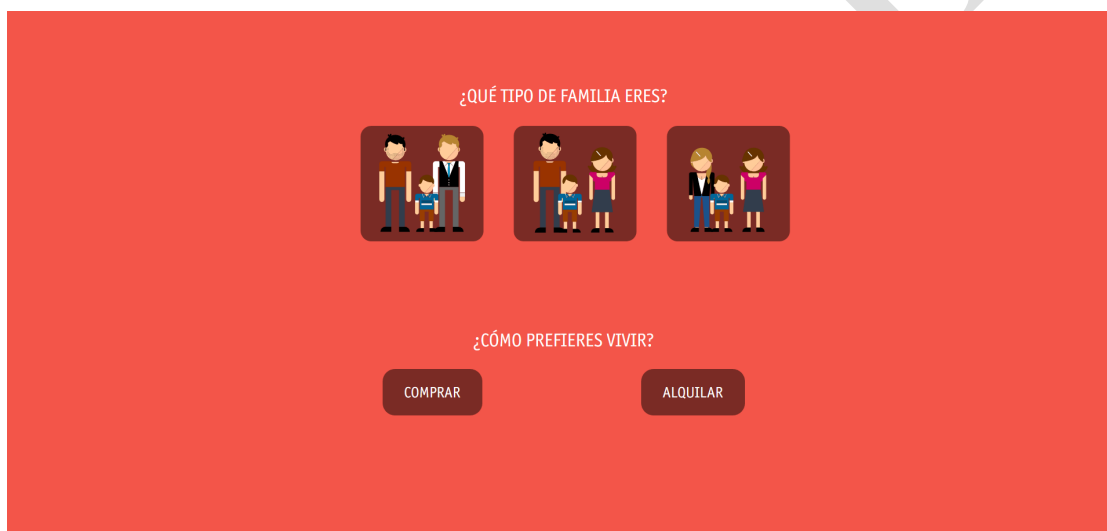 ¿QUÉ TIPO DE FAMILIA ERES?
¿CÓMO PREFIERES VIVIR?
COMPRAR
ALQUILAR